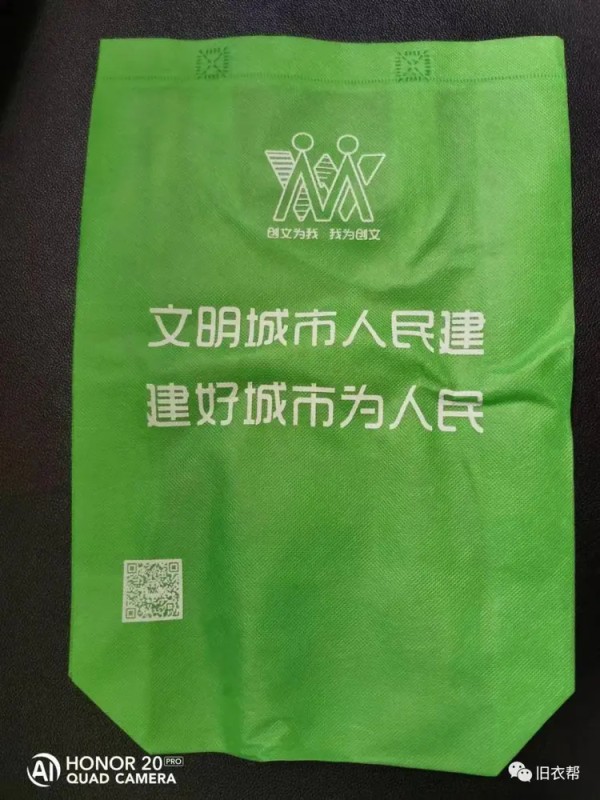 创文为我 我为创文
文明城市人民建
建好城市为人民
AI HONOR 20 PRO
QUAD CAMERA
旧衣帮